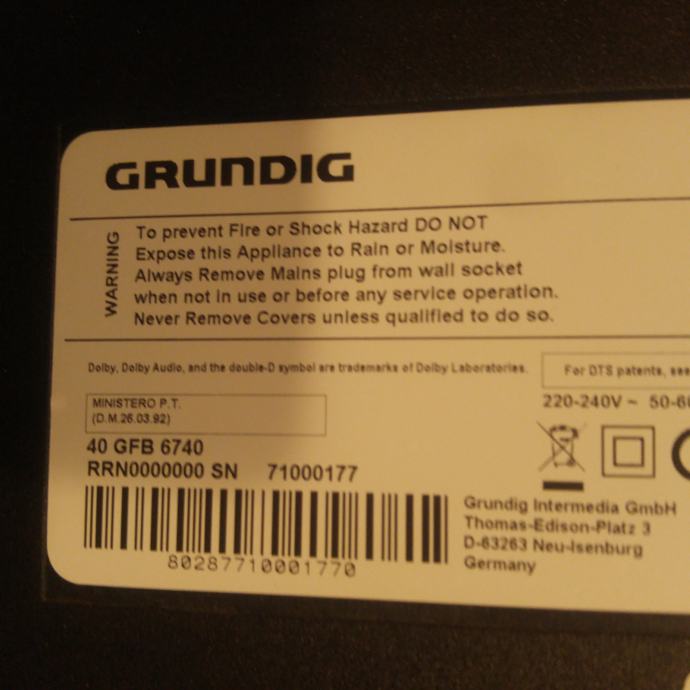 GRUNDIG
WARNING
To prevent Fire or Shock Hazard DO NOT
Expose this Appliance to Rain or Moisture.
Always Remove Mains plug from wall socket
when not in use or before any service operation.
Never Remove Covers unless qualified to do so.
Dolby, Dolby Audio, and the double-D symbol are trademarks of Dolby Laboratories.
For DTS patents, see
220-240V ~ 50-6
MINISTERO P.T.
(D.M.26.03.92)
40 GFB 6740
RRN0000000 SN 71000177
80287710001770
Grundig Intermedia GmbH
Thomas-Edison-Platz 3
D-63263 Neu-Isenburg
Germany